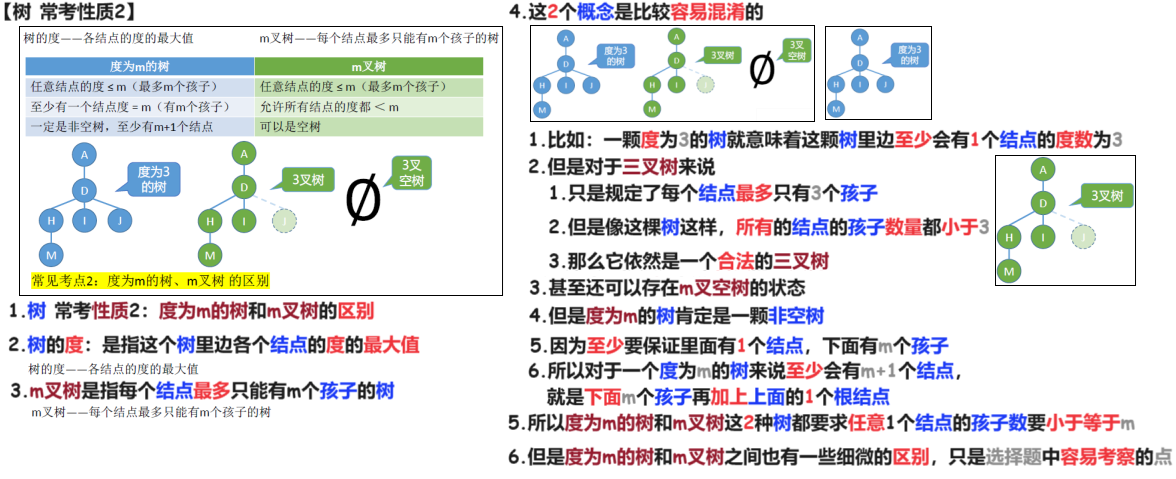 【树 常考性质2】
树的度——各结点的度的最大值
m叉树——每个结点最多只能有m个孩子的树
度为m的树
m叉树
任意结点的度 ≤ m（最多m个孩子）
任意结点的度 ≤ m（最多m个孩子）
至少有一个结点度 = m（有m个孩子）
允许所有结点的度都 ＜ m
一定是非空树，至少有m+1个结点
可以是空树
A
D
H
I
J
M
度为3
的树
A
D
H
I
J
M
3叉树
∅
3叉
空树
常见考点2：度为m的树、m叉树 的区别
1.树 常考性质2：度为m的树和m叉树的区别
2.树的度：是指这个树里边各个结点的度的最大值
树的度——各结点的度的最大值
3.m叉树是指每个结点最多只能有m个孩子的树
m叉树——每个结点最多只能有m个孩子的树
4.这2个概念是比较容易混淆的
A
D
H
I
J
M
度为3
的树
A
D
H
I
J
M
3叉树
∅
3叉
空树
A
D
H
I
J
M
度为3
的树
1.比如：一颗度为3的树就意味着这颗树里边至少会有1个结点的度数为3
2.但是对于三叉树来说
1.只是规定了每个结点最多只有3个孩子
2.但是像这棵树这样，所有的结点的孩子数量都小于3
3.那么它依然是一个合法的三叉树
A
D
H
I
J
M
3叉树
3.甚至还可以存在m叉空树的状态
4.但是度为m的树肯定是一颗非空树
5.因为至少要保证里面有1个结点，下面有m个孩子
6.所以对于一个度为m的树来说至少会有m+1个结点，
就是下面m个孩子再加上上面的1个根结点
5.所以度为m的树和m叉树这2种树都要求任意1个结点的孩子数要小于等于m
6.但是度为m的树和m叉树之间也有一些细微的区别，只是选择题中容易考察的点